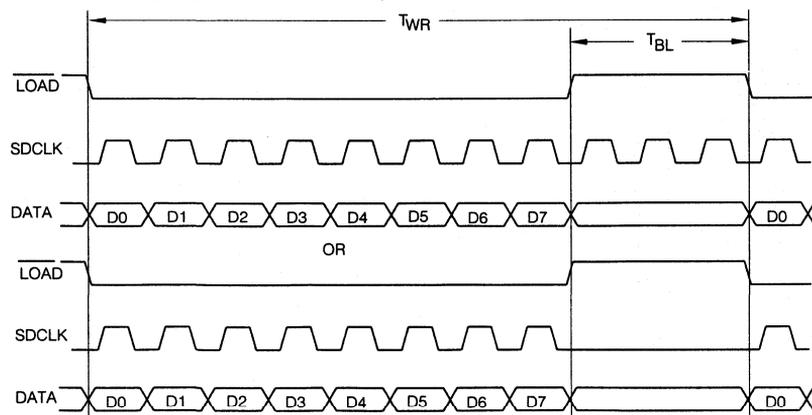 TWR
TBL
LOAD
SDCLK
DATA D0 D1 D2 D3 D4 D5 D6 D7 D0
OR
LOAD
SDCLK
DATA D0 D1 D2 D3 D4 D5 D6 D7 D0